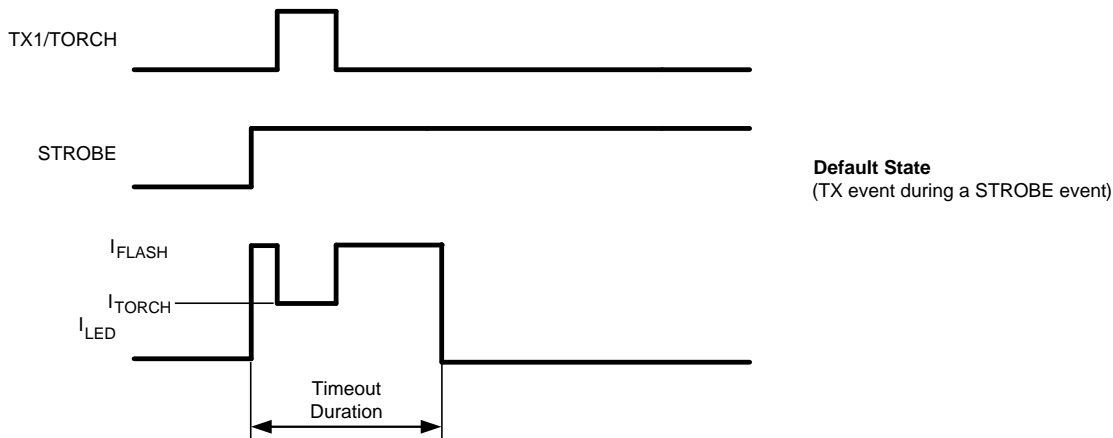 TX1/TORCH
STROBE
Default State
(TX event during a STROBE event)
IFLASH
ITORCH
ILED
Timeout
Duration